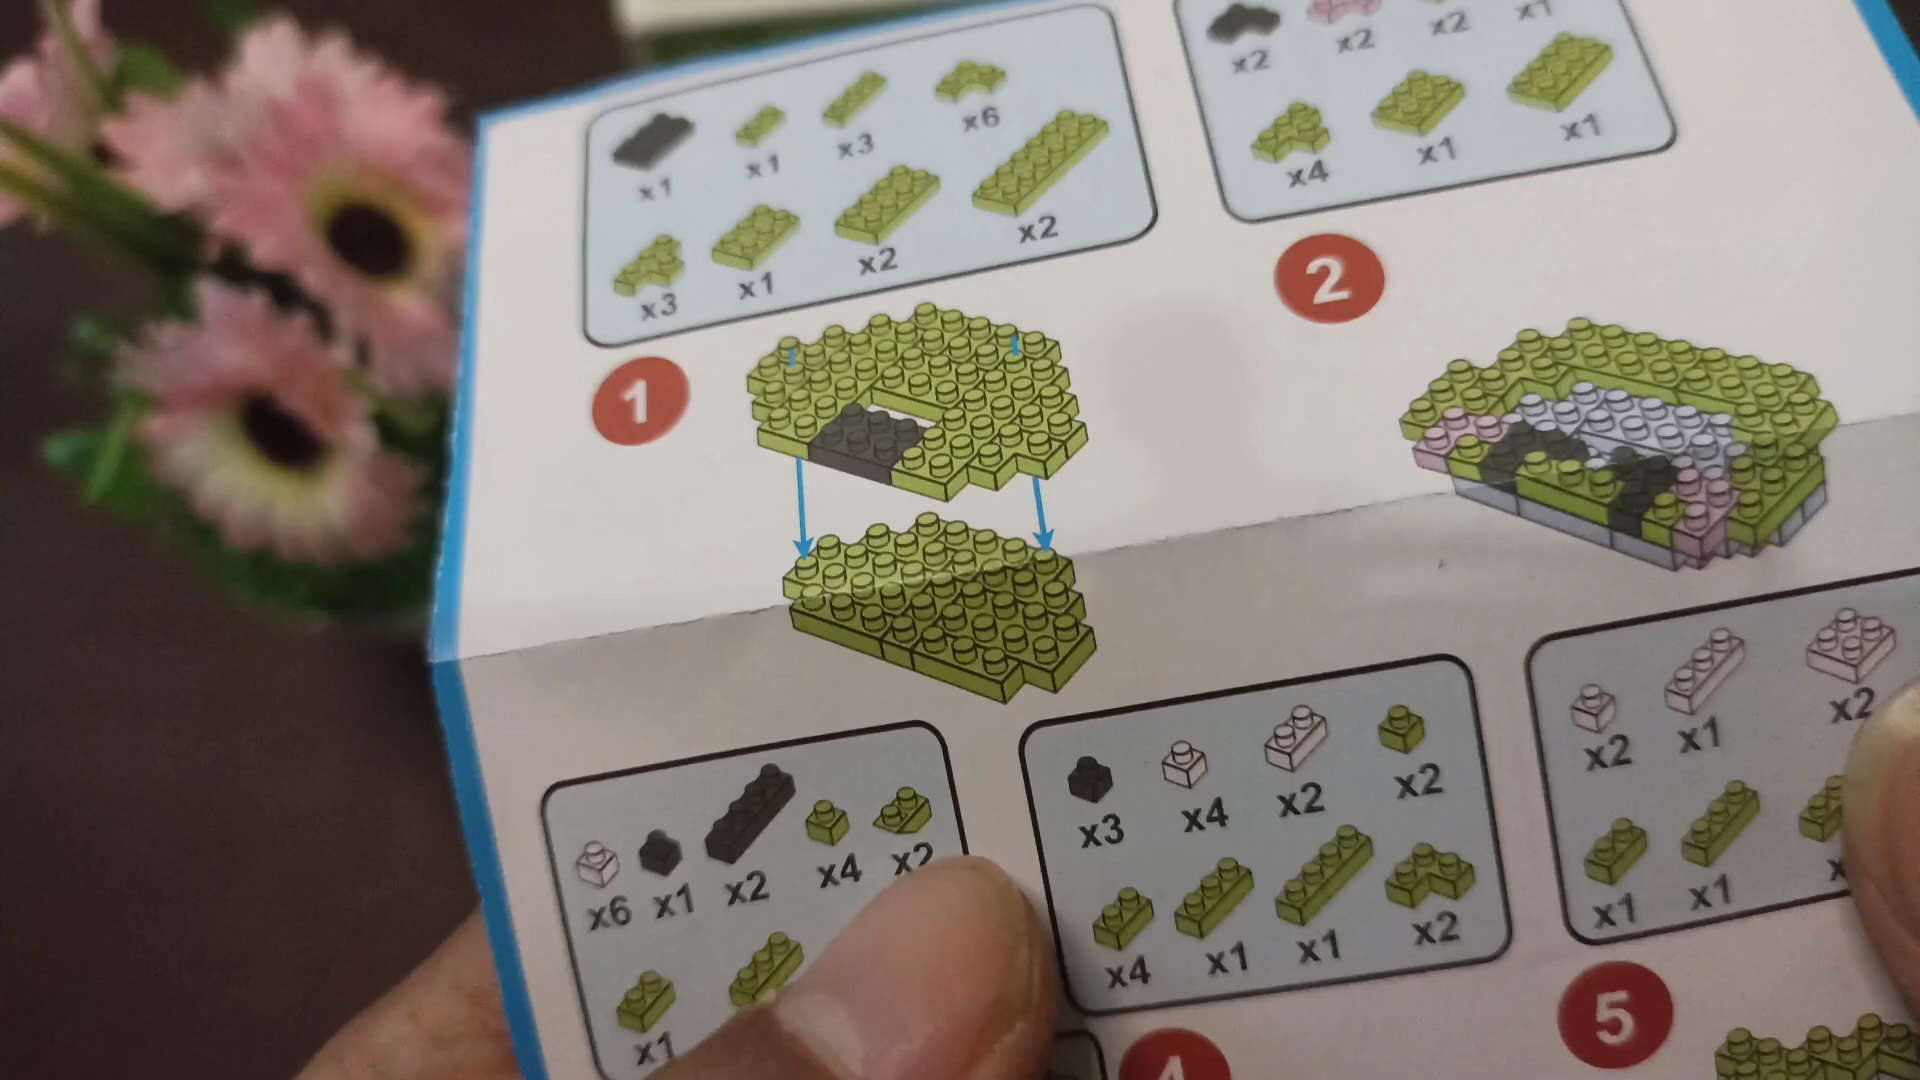 x1 x1 x3 x6
x3 x1 x2 x2
1
x2 x2 x2 x1
x4 x1 x1
2
x6 x1 x2 x4 x2
x1
x3 x4 x2 x2
x4 x1 x1 x2
4
x2 x1 x2
x1 x1
5